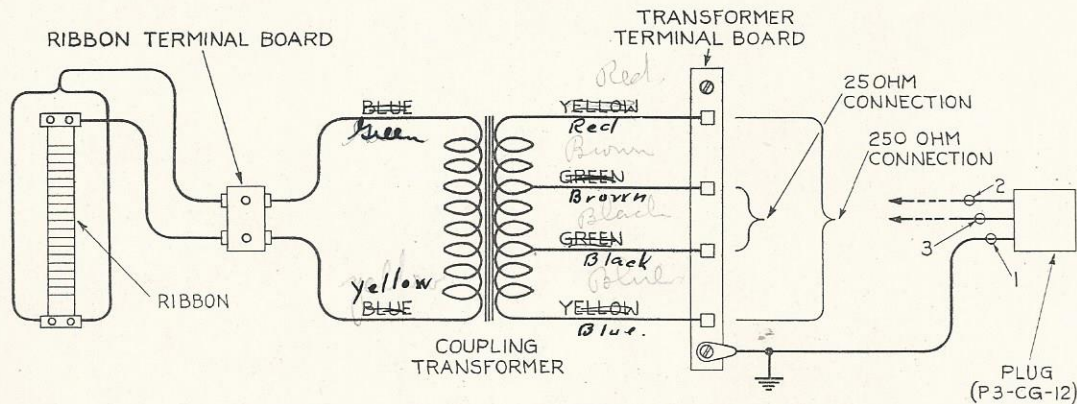 TRANSFORMER
TERMINAL BOARD
RIBBON TERMINAL BOARD
Red
25 OHM
CONNECTION
BLUE
Green
YELLOW
Red
250 OHM
CONNECTION
Brown
GREEN
Brown
2
Black
3
1
GREEN
Black
Blue
yellow
BLUE
YELLOW
Blue.
RIBBON
COUPLING
TRANSFORMER
PLUG
(P3-CG-12)